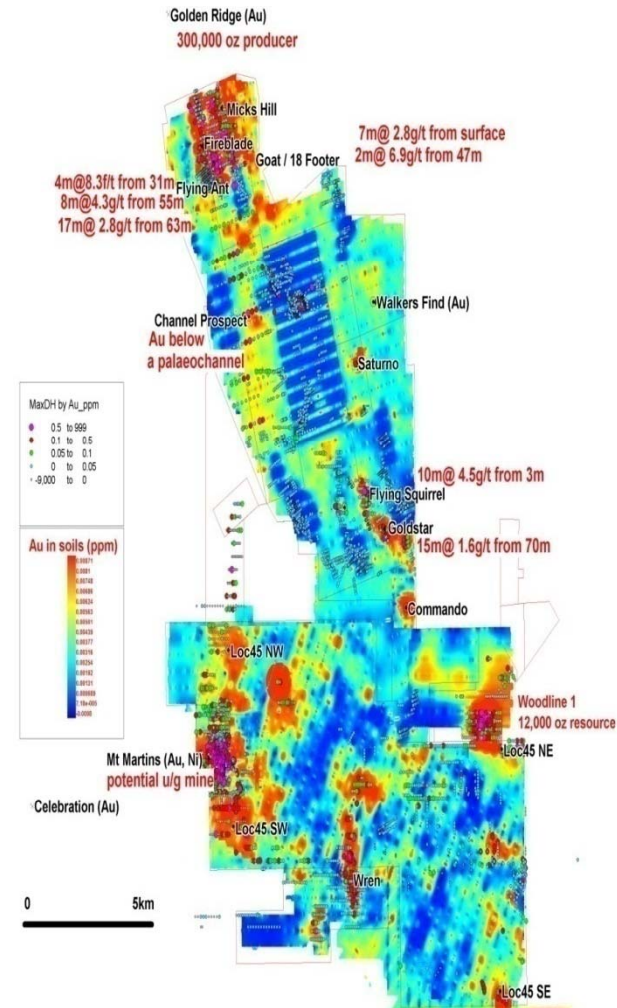 Golden Ridge (Au)
300,000 oz producer
Micks Hill
Fireblade
Goat / 18 Footer
7m@ 2.8g/t from surface
2m@ 6.9g/t from 47m
4m@8.3f/t from 31m
Flying Ant
8m@4.3g/t from 55m
17m@ 2.8g/t from 63m
Walkers Find (Au)
Channel Prospect
Au below
a palaeochannel
Saturno
MaxDH by Au_ppm
0.5 to 999
0.1 to 0.5
0.05 to 0.1
0 to 0.05
-9,000 to 0
10m@ 4.5g/t from 3m
Flying Squirrel
Goldstar
15m@ 1.6g/t from 70m
Au in soils (ppm)
Commando
Loc45 NW
Woodline 1
12,000 oz resource
Loc45 NE
Mt Martins (Au, Ni)
potential u/g mine
Celebration (Au)
Loc45 SW
Wren
0 5km
Loc45 SE